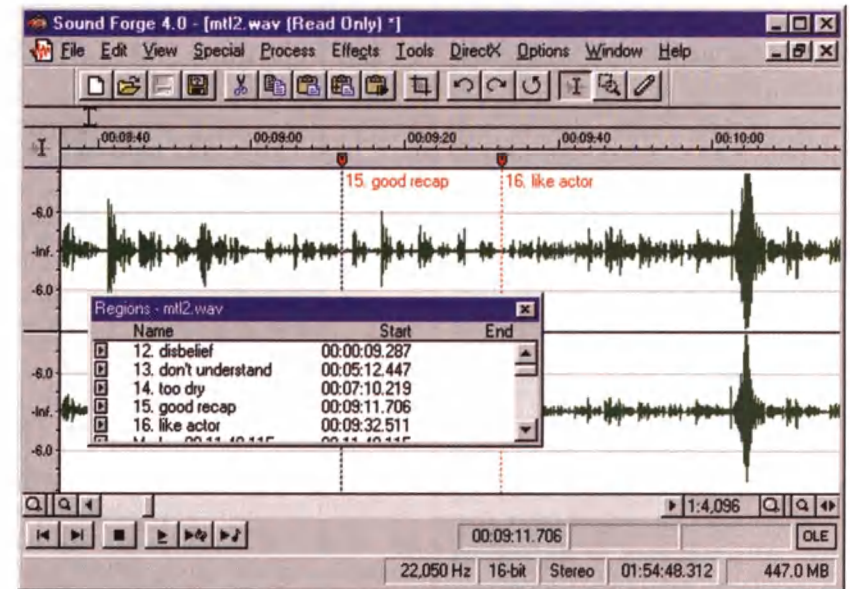 Sound Forge 4.0 - [mtl2.wav (Read Only) *]
File Edit View Special Process Effects Tools DirectX Options Window Help
00:08:40 00:09:00 00:09:20 00:09:40 00:10:00
15. good recap 16. like actor
-6.0
-Inf.
-6.0
Regions - mtl2.wav
Name Start End
12. disbelief 00:00:09.287
13. don't understand 00:05:12.447
14. too dry 00:07:10.219
15. good recap 00:09:11.706
16. like actor 00:09:32.511
-6.0
-Inf.
-6.0
1:4,096
00:09:11.706 OLE
22,050 Hz 16-bit Stereo 01:54:48.312 447.0 MB